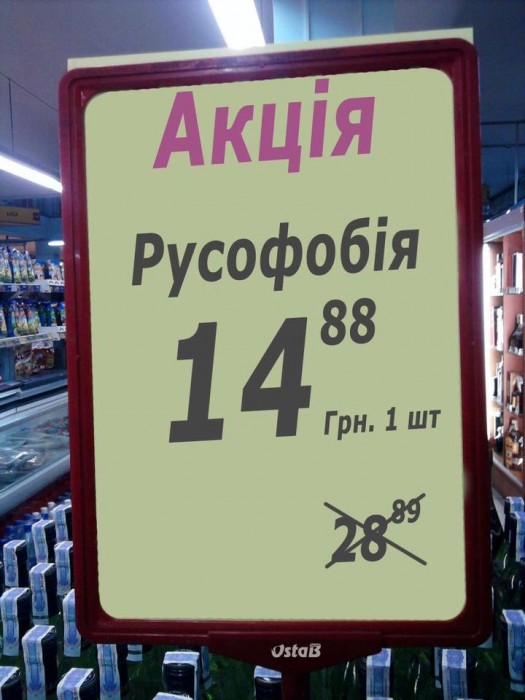 Акція
Русофобія
14 88
Грн. 1 шт
28 89
OstaB